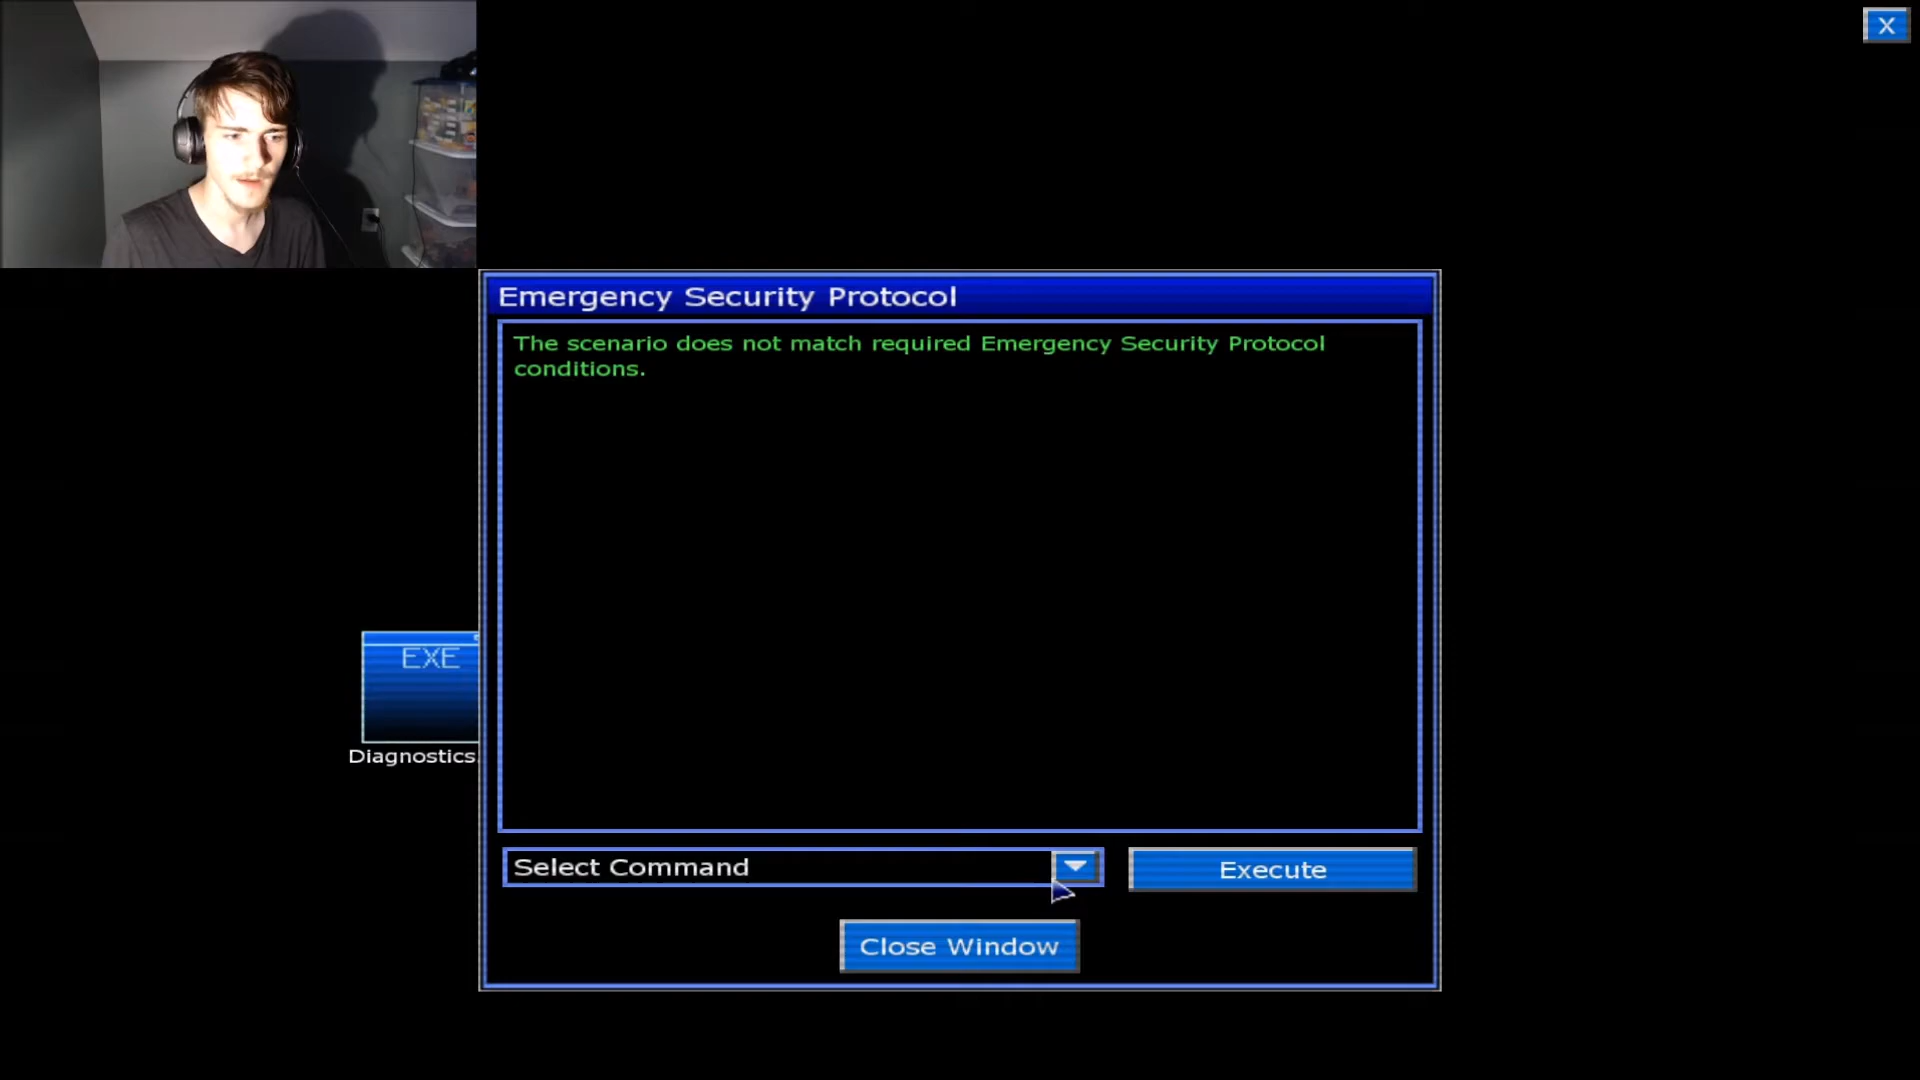 X
Emergency Security Protocol
The scenario does not match required Emergency Security Protocol
conditions.
EXE
Diagnostics.
Select Command
Execute
Close Window